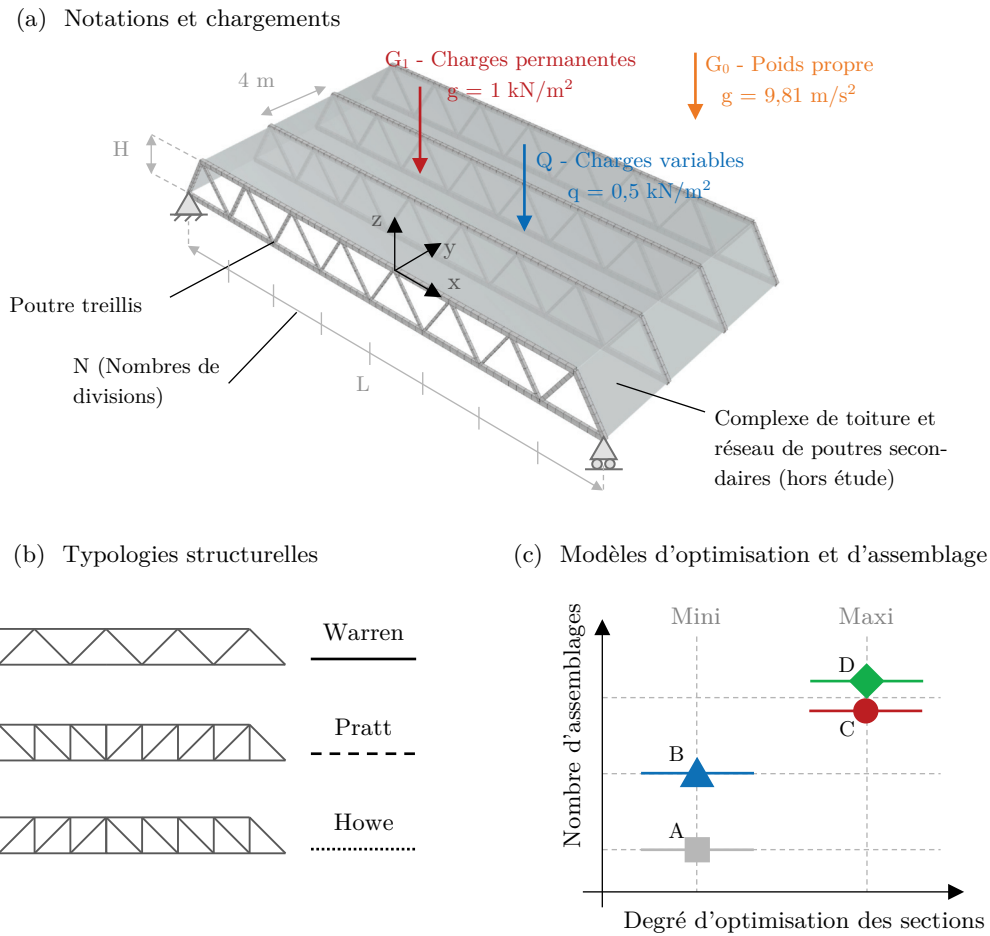 (a) Notations et chargements
G₁ - Charges permanentes
g = 1 kN/m²
G₀ - Poids propre
g = 9,81 m/s²
4 m
H
Q - Charges variables
q = 0,5 kN/m²
z
y
x
Poutre treillis
N (Nombres de
divisions)
L
Complexe de toiture et
réseau de poutres secon-
daires (hors étude)
(b) Typologies structurelles
Warren
Pratt
Howe
(c) Modèles d'optimisation et d'assemblage
Nombre d'assemblages
Mini
Maxi
D
C
B
A
Degré d'optimisation des sections